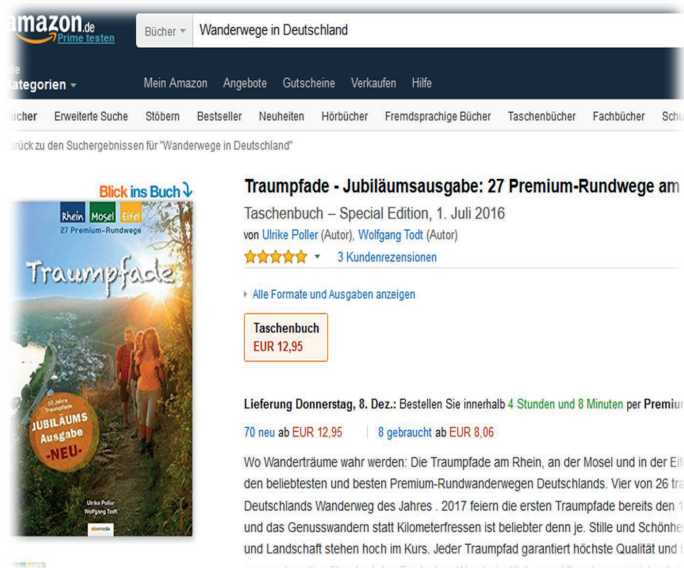 amazon.de
Prime testen
Bücher
Wanderwege in Deutschland
Mein Amazon Angebote Gutscheine Verkaufen Hilfe
Erweiterte Suche Stöbern Bestseller Neuheiten Hörbücher Fremdsprachige Bücher Taschenbücher Fachbücher
zu den Suchergebnissen für "Wanderwege in Deutschland"
Blick ins Buch
Rhein Mosel Eifel
27 Premium-Rundwege
Traumpfade
10 Jahre
Traumpfade
JUBILÄUMS
Ausgabe
-NEU-
Ulrike Poller
Wolfgang Todt
Traumpfade - Jubiläumsausgabe: 27 Premium-Rundwege am
Taschenbuch – Special Edition, 1. Juli 2016
von Ulrike Poller (Autor), Wolfgang Todt (Autor)
3 Kundenrezensionen
Alle Formate und Ausgaben anzeigen
Taschenbuch
EUR 12,95
Lieferung Donnerstag, 8. Dez.: Bestellen Sie innerhalb 4 Stunden und 8 Minuten per
70 neu ab EUR 12,95 8 gebraucht ab EUR 8,06
Wo Wanderträume wahr werden: Die Traumpfade am Rhein, an der Mosel und in der
den beliebtesten und besten Premium-Rundwanderwegen Deutschlands. Vier von 26
Deutschlands Wanderweg des Jahres . 2017 feiern die ersten Traumpfade bereits den
und das Genusswandern statt Kilometerfressen ist beliebter denn je. Stille und
und Landschaft stehen hoch im Kurs. Jeder Traumpfad garantiert höchste Qualität und